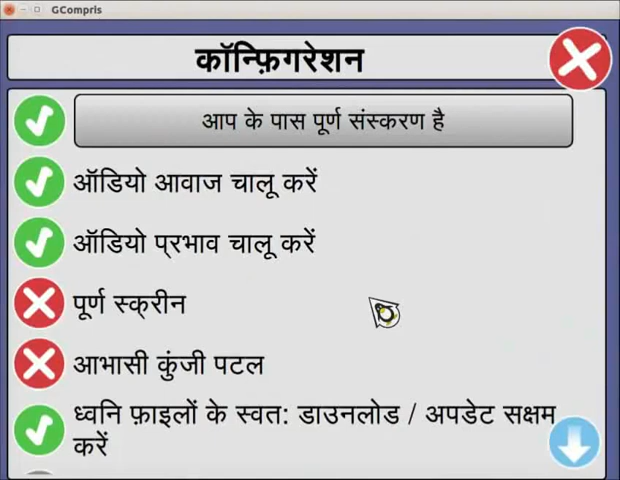 GCompris
कॉन्फ़िगरेशन
आप के पास पूर्ण संस्करण है
ऑडियो आवाज चालू करें
ऑडियो प्रभाव चालू करें
पूर्ण स्क्रीन
आभासी कुंजी पटल
ध्वनि फ़ाइलों के स्वत: डाउनलोड / अपडेट सक्षम
करें